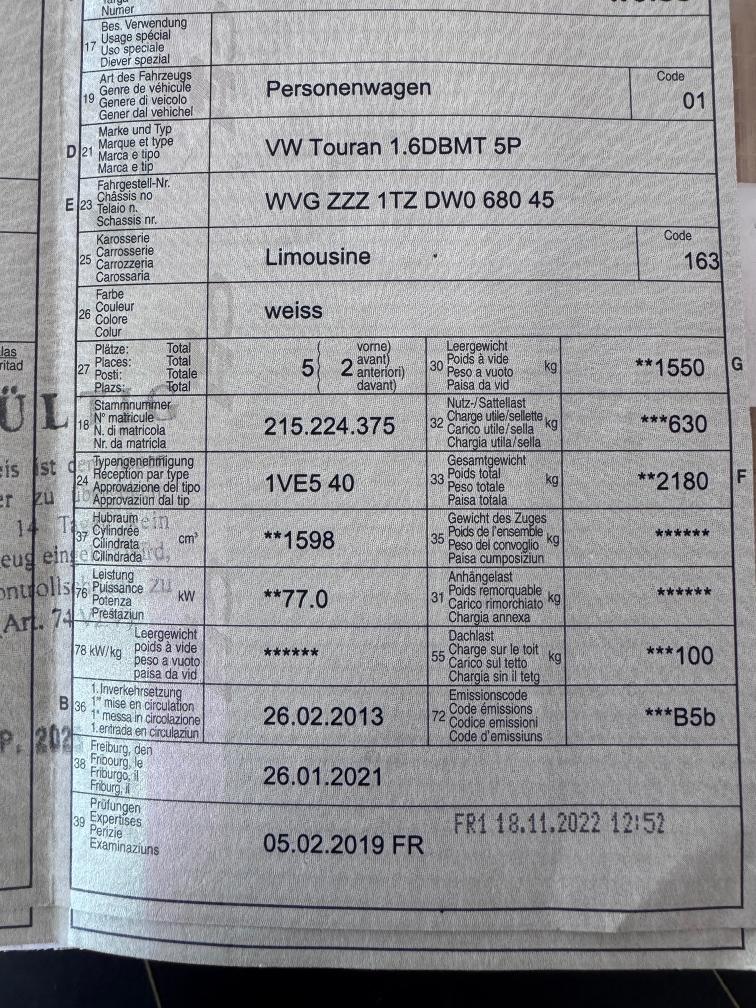 Numer
17 Bes. Verwendung
Usage spécial
Uso speciale
Diever spezial
19 Art des Fahrzeugs
Genre de véhicule
Genere di veicolo
Gener dal vehichel
Personenwagen
Code
01
D 21 Marke und Typ
Marque et type
Marca e tipo
Marca e tip
VW Touran 1.6DBMT 5P
E 23 Fahrgestell-Nr.
Châssis no
Telaio n.
Schassis nr.
WVG ZZZ 1TZ DW0 680 45
25 Karosserie
Carrosserie
Carrozzeria
Carossaria
Limousine
Code
163
26 Farbe
Couleur
Colore
Colur
weiss
27 Plätze: Total
Places: Total
Posti: Totale
Plazs: Total
5 ( 2 vorne)
avant)
anteriori)
davant)
30 Leergewicht
Poids à vide
Peso a vuoto
Paisa da vid
kg
**1550
G
18 Stammnummer
N° matricule
N. di matricola
Nr. da matricla
215.224.375
32 Nutz-/Sattellast
Charge utile/sellette
Carico utile/sella
Chargia utila/sella
kg
***630
24 Typengenehmigung
Réception par type
Approvazione del tipo
Approvaziun dal tip
1VE5 40
33 Gesamtgewicht
Poids total
Peso totale
Paisa totala
kg
**2180
F
37 Hubraum
Cylindrée
Cilindrata
Cilindrada
cm³
**1598
35 Gewicht des Zuges
Poids de l'ensemble
Peso del convoglio
Paisa cumposiziun
kg
******
76 Leistung
Puissance
Potenza
Prestaziun
kW
**77.0
31 Anhängelast
Poids remorquable
Carico rimorchiato
Chargia annexa
kg
******
78 kW/kg Leergewicht
poids à vide
peso a vuoto
paisa da vid
******
55 Dachlast
Charge sur le toit
Carico sul tetto
Chargia sin il tetg
kg
***100
B 36 1.Inverkehrsetzung
1re mise en circulation
1a messa in circolazione
1.entrada en circulaziun
26.02.2013
72 Emissionscode
Code émissions
Codice emissioni
Code d'emissiuns
***B5b
38 Freiburg, den
Fribourg, le
Friburgo, il
Friburg, il
26.01.2021
39 Prüfungen
Expertises
Perizie
Examinaziuns
05.02.2019 FR
FR1 18.11.2022 12:52